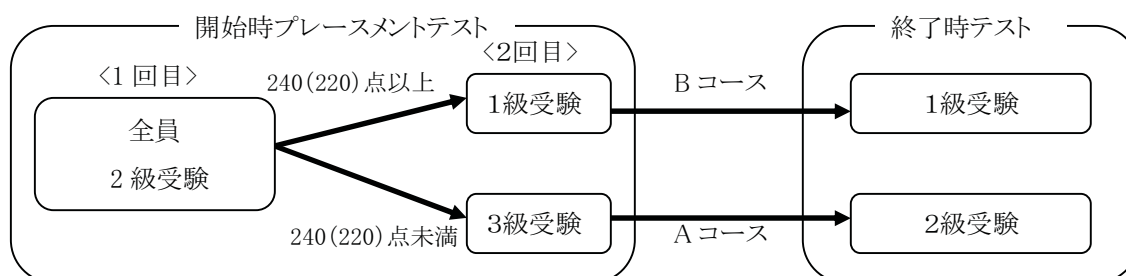 開始時プレースメントテスト
<1回目>
全員
2級受験
240(220)点以上
240(220)点未満
<2回目>
1級受験
3級受験
Bコース
Aコース
終了時テスト
1級受験
2級受験